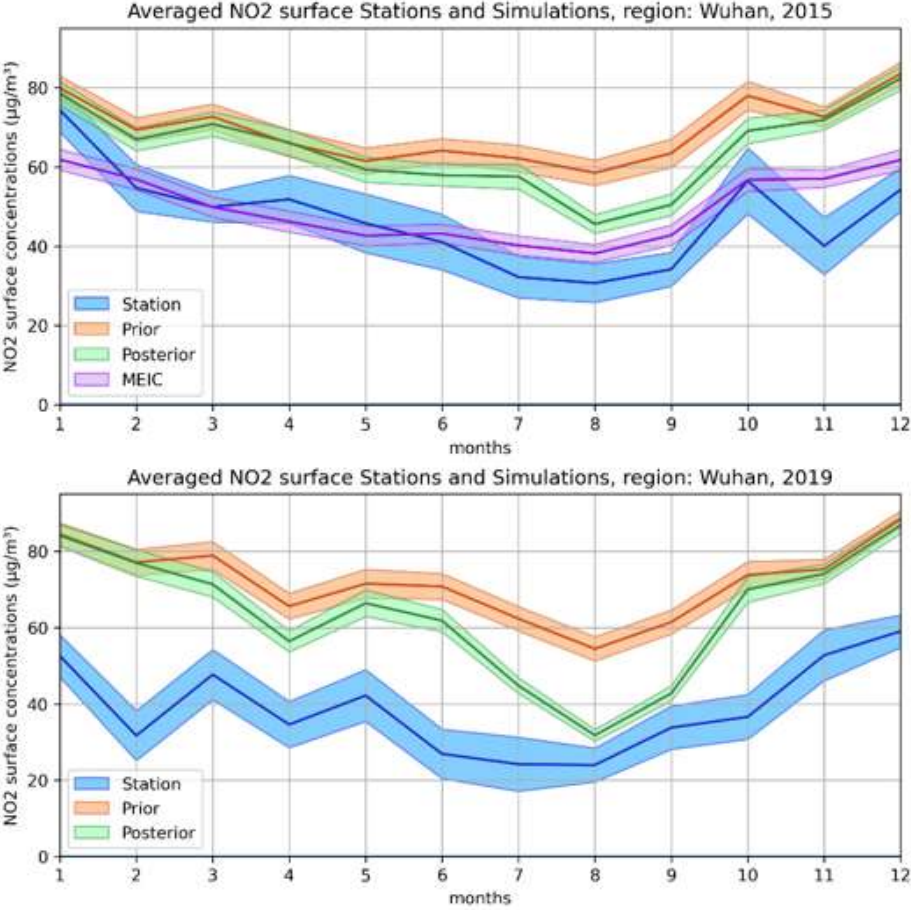 Averaged NO2 surface Stations and Simulations, region: Wuhan, 2015
NO2 surface concentrations (μg/m³)
80
60
40
20
0
Station
Prior
Posterior
MEIC
1 2 3 4 5 6 7 8 9 10 11 12
months
Averaged NO2 surface Stations and Simulations, region: Wuhan, 2019
NO2 surface concentrations (μg/m³)
80
60
40
20
0
Station
Prior
Posterior
1 2 3 4 5 6 7 8 9 10 11 12
months